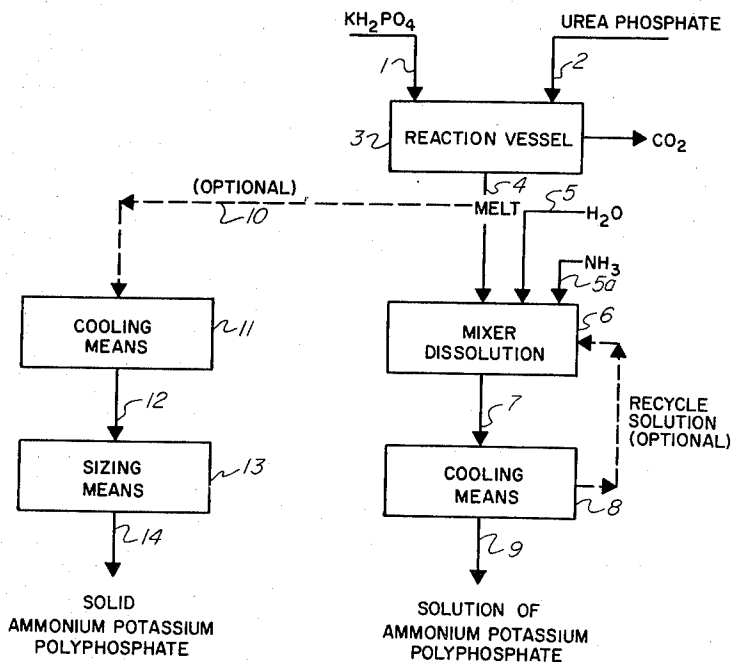 KH2PO4
UREA PHOSPHATE
1
2
3
REACTION VESSEL
CO2
4
(OPTIONAL)
10
MELT
5
H2O
NH3
5a
COOLING
MEANS
11
6
MIXER
DISSOLUTION
12
7
RECYCLE
SOLUTION
(OPTIONAL)
SIZING
MEANS
13
COOLING
MEANS
8
14
9
SOLID
AMMONIUM POTASSIUM
POLYPHOSPHATE
SOLUTION OF
AMMONIUM POTASSIUM
POLYPHOSPHATE